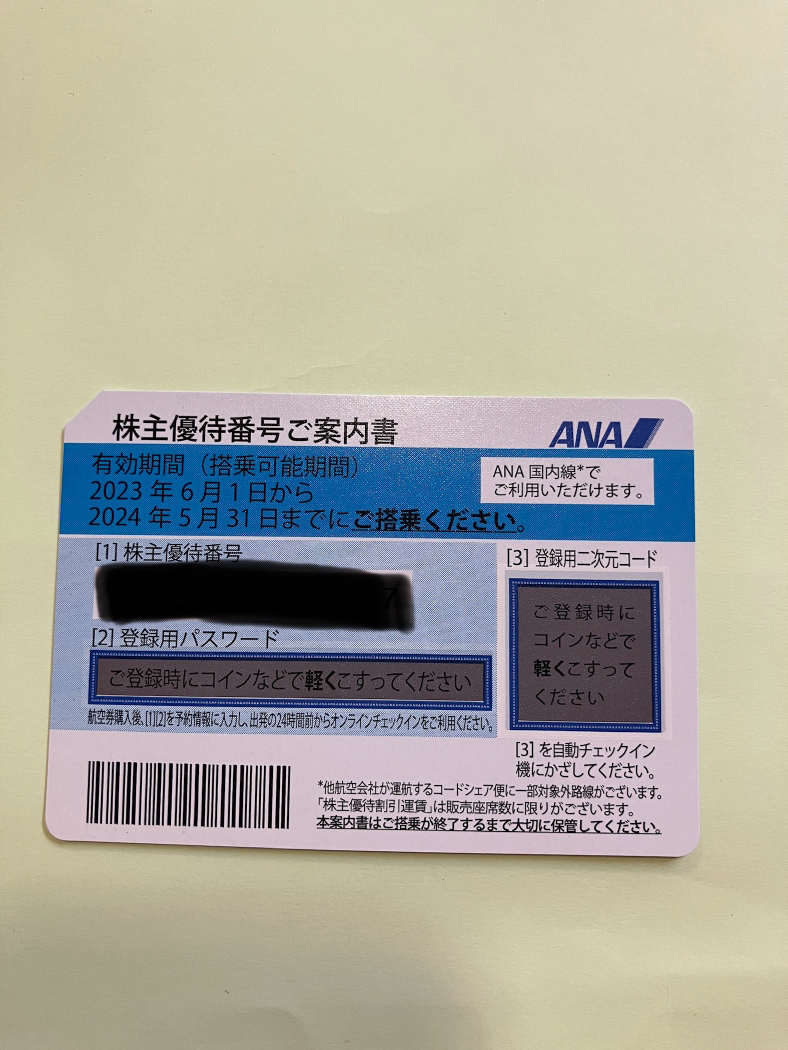 株主優待番号ご案内書
ANA
有効期間（搭乗可能期間）
2023 年 6 月 1 日から
2024 年 5 月 31 日までにご搭乗ください。
ANA 国内線*で
ご利用いただけます。
[1] 株主優待番号
7
[2] 登録用パスワード
ご登録時にコインなどで軽くこすってください
航空券購入後、[1][2]を予約情報に入力し、出発の24時間前からオンラインチェックインをご利用ください。
[3] 登録用二次元コード
ご登録時に
コインなどで
軽くこすって
ください
[3] を自動チェックイン
機にかざしてください。
*他航空会社が運航するコードシェア便に一部対象外路線がございます。
「株主優待割引運賃」は販売座席数に限りがございます。
本案内書はご搭乗が終了するまで大切に保管してください。